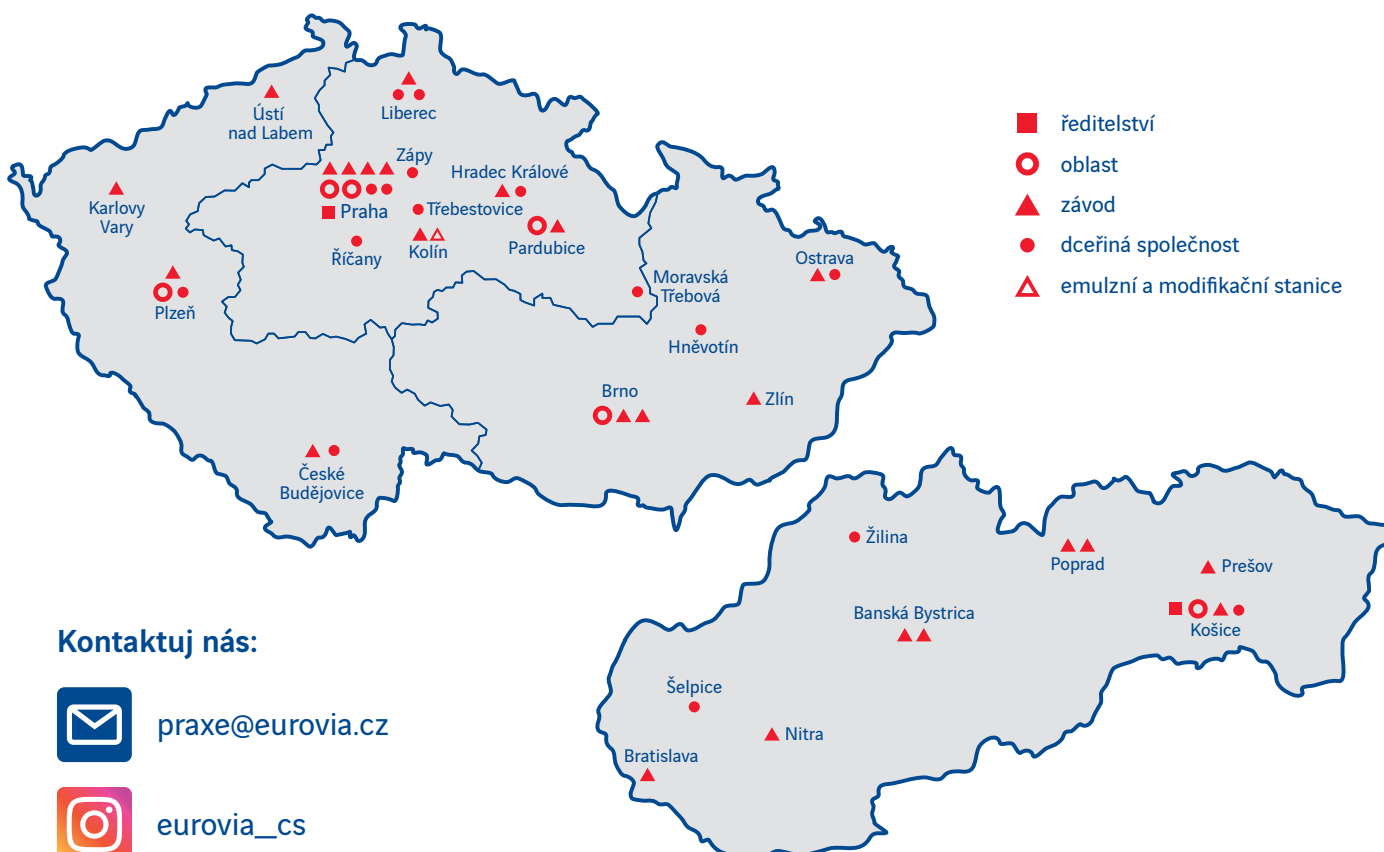 Ústí
nad Labem
Liberec
Zápy
Hradec Králové
Karlovy
Vary
Praha
Třebestovice
Říčany
Kolín
Pardubice
Plzeň
Moravská
Třebová
Ostrava
Hněvotín
Brno
Zlín
České
Budějovice
ředitelství
oblast
závod
dceřiná společnost
emulzní a modifikační stanice
Žilina
Poprad
Prešov
Banská Bystrica
Košice
Šelpice
Nitra
Bratislava
Kontaktuj nás:
praxe@eurovia.cz
eurovia_cs